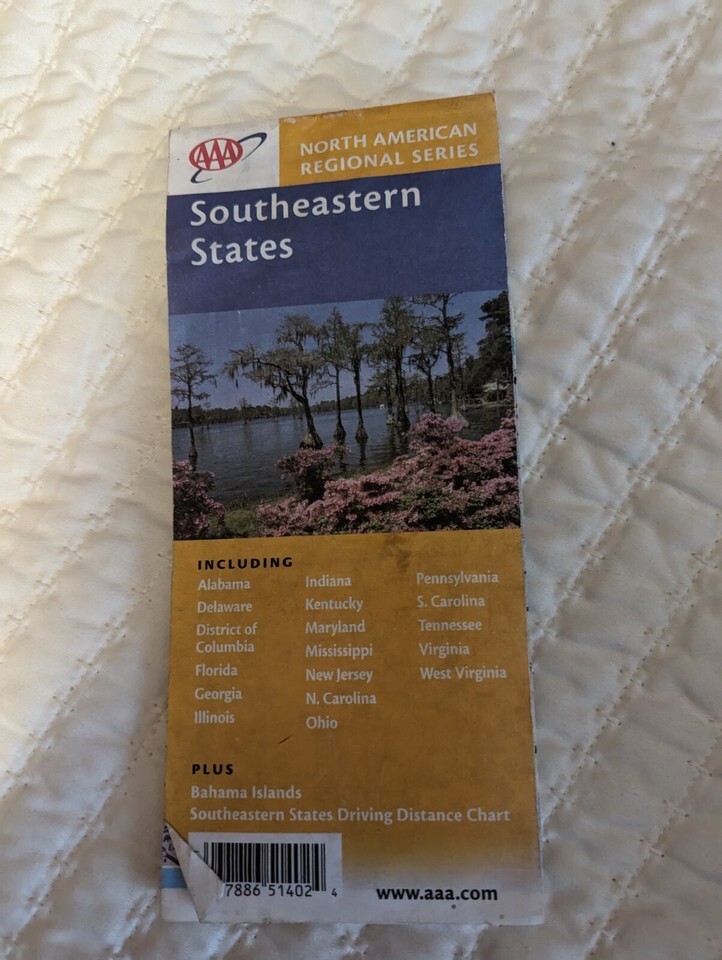 AAA
NORTH AMERICAN
REGIONAL SERIES
Southeastern
States
INCLUDING
Alabama
Delaware
District of
Columbia
Florida
Georgia
Illinois
Indiana
Kentucky
Maryland
Mississippi
New Jersey
N. Carolina
Ohio
Pennsylvania
S. Carolina
Tennessee
Virginia
West Virginia
PLUS
Bahama Islands
Southeastern States Driving Distance Chart
7886 51402 4
www.aaa.com